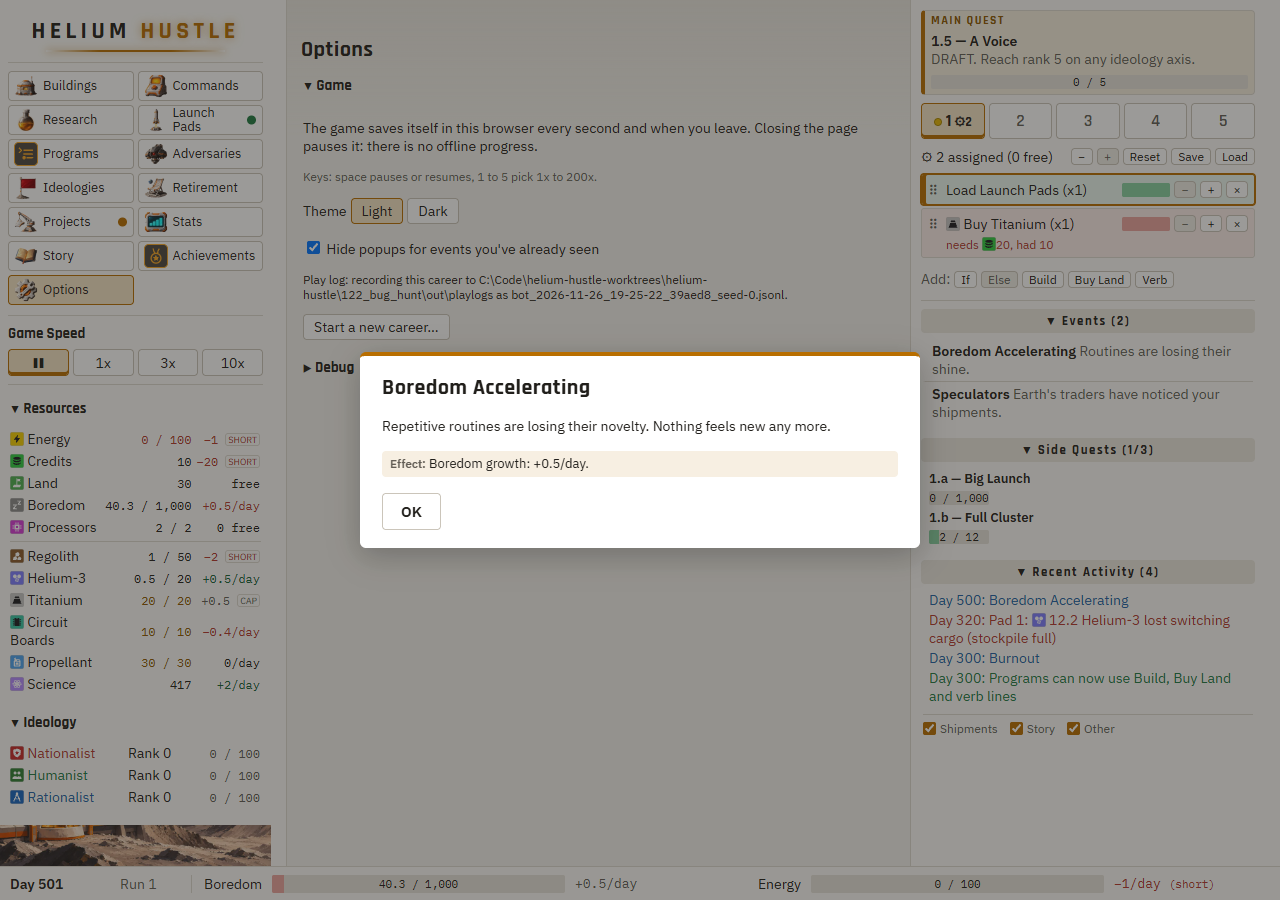 HELIUM HUSTLE
Buildings
Commands
Research
Launch Pads
Programs
Adversaries
Ideologies
Retirement
Projects
Stats
Story
Achievements
Options
Game Speed
1x
3x
10x
▼ Resources
Energy 0 / 100 −1 SHORT
Credits 10 −20 SHORT
Land 30 free
Boredom 40.3 / 1,000 +0.5/day
Processors 2 / 2 0 free
Regolith 1 / 50 −2 SHORT
Helium-3 0.5 / 20 +0.5/day
Titanium 20 / 20 +0.5 CAP
Circuit Boards 10 / 10 −0.4/day
Propellant 30 / 30 0/day
Science 417 +2/day
▼ Ideology
Nationalist Rank 0 0 / 100
Humanist Rank 0 0 / 100
Rationalist Rank 0 0 / 100
Options
▼ Game
The game saves itself in this browser every second and when you leave. Closing the page
pauses it: there is no offline progress.
Keys: space pauses or resumes, 1 to 5 pick 1x to 200x.
Theme Light Dark
Hide popups for events you've already seen
Play log: recording this career to C:\Code\helium-hustle-worktrees\helium-
hustle\122_bug_hunt\out\playlogs as bot_2026-11-26_19-25-22_39aed8_seed-0.jsonl.
Start a new career...
▶ Debug
Boredom Accelerating
Repetitive routines are losing their novelty. Nothing feels new any more.
Effect: Boredom growth: +0.5/day.
OK
MAIN QUEST
1.5 — A Voice
DRAFT. Reach rank 5 on any ideology axis.
0 / 5
1 ⚙2
2
3
4
5
⚙ 2 assigned (0 free) − + Reset Save Load
Load Launch Pads (x1) − + ×
Buy Titanium (x1) − + ×
needs 20, had 10
Add: If Else Build Buy Land Verb
▼ Events (2)
Boredom Accelerating Routines are losing their
shine.
Speculators Earth's traders have noticed your
shipments.
▼ Side Quests (1/3)
1.a — Big Launch
0 / 1,000
1.b — Full Cluster
2 / 12
▼ Recent Activity (4)
Day 500: Boredom Accelerating
Day 320: Pad 1: 12.2 Helium-3 lost switching
cargo (stockpile full)
Day 300: Burnout
Day 300: Programs can now use Build, Buy Land
and verb lines
Shipments Story Other
Day 501 Run 1 Boredom 40.3 / 1,000 +0.5/day Energy 0 / 100 −1/day (short)